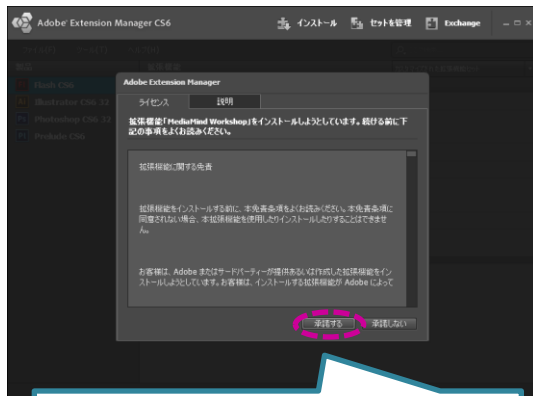 Adobe Extension Manager CS6
インストール
セットを管理
Exchange
製品
拡張機能
Flash CS6
Illustrator CS6 32
Photoshop CS6 32
Prelude CS6
Adobe Extension Manager
ライセンス
説明
拡張機能「MediaMind Workshop」をインストールしようとしています。続ける前に下
記の事項をよくお読みください。
拡張機能に関する免責
拡張機能をインストールする前に、本免責条項をよくお読みください。本免責条項に
同意されない場合、本拡張機能を使用したりインストールしたりすることはできませ
ん。
お客様は、Adobe またはサードパーティーが提供あるいは作成した拡張機能をイン
ストールしようとしています。お客様は、インストールする拡張機能が Adobe によって
承諾する
承諾しない